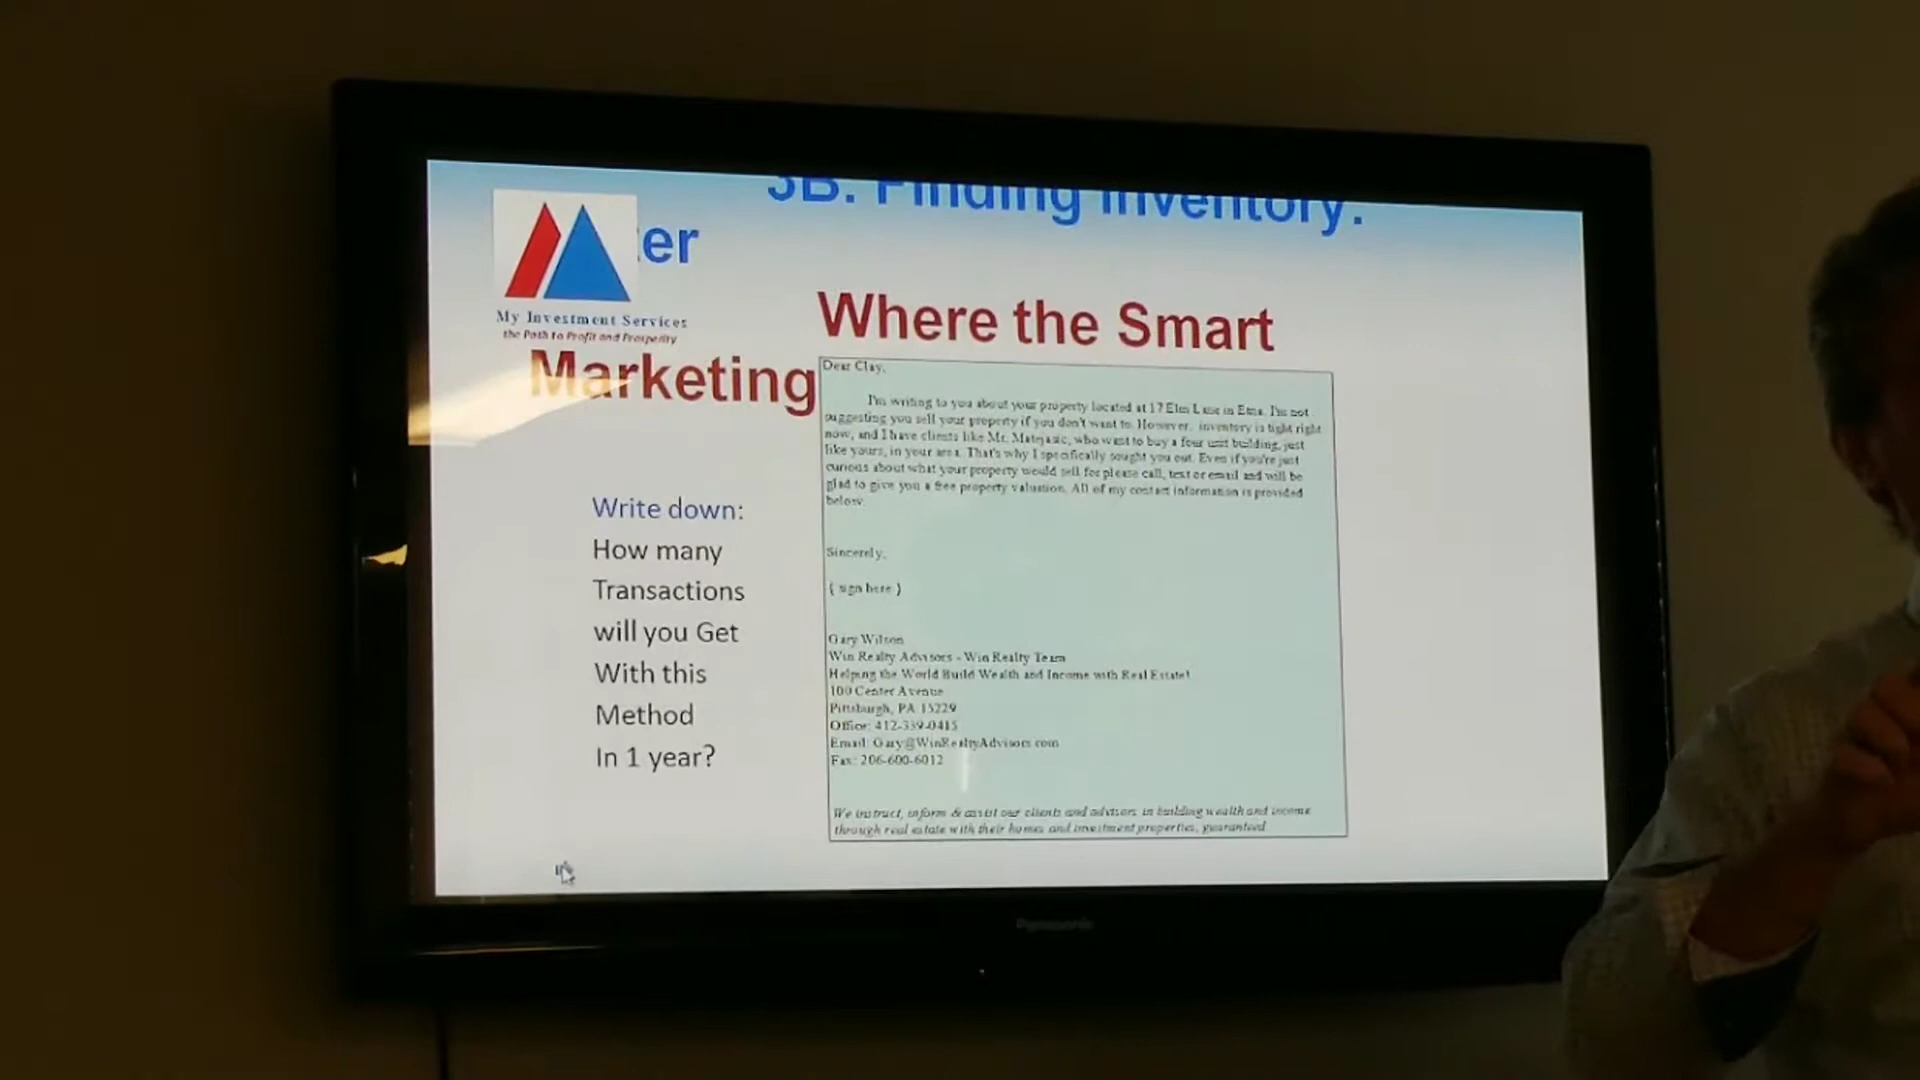 3B. Finding Inventory:
er
My Investment Services
the Path to Profit and Prosperity
Where the Smart
Marketing
Write down:
How many
Transactions
will you Get
With this
Method
In 1 year?
Dear Clay,
I'm writing to you about your property located at 17 Elm Lane in Etna. I'm not
suggesting you sell your property if you don't want to. However, inventory is tight right
now, and I have clients like Mr. Matejasic, who want to buy a four unit building, just
like yours, in your area. That's why I specifically sought you out. Even if you're just
curious about what your property would sell for please call, text or email and will be
glad to give you a free property valuation. All of my contact information is provided
below.
Sincerely,
{ sign here }
Gary Wilson
Win Realty Advisors - Win Realty Team
Helping the World Build Wealth and Income with Real Estate!
100 Center Avenue
Pittsburgh, PA 15229
Office: 412-339-0415
Email: Gary@WinRealtyAdvisors.com
Fax: 206-600-6012
We instruct, inform & assist our clients and advisors in building wealth and income
through real estate with their homes and investment properties, guaranteed.
Panasonic